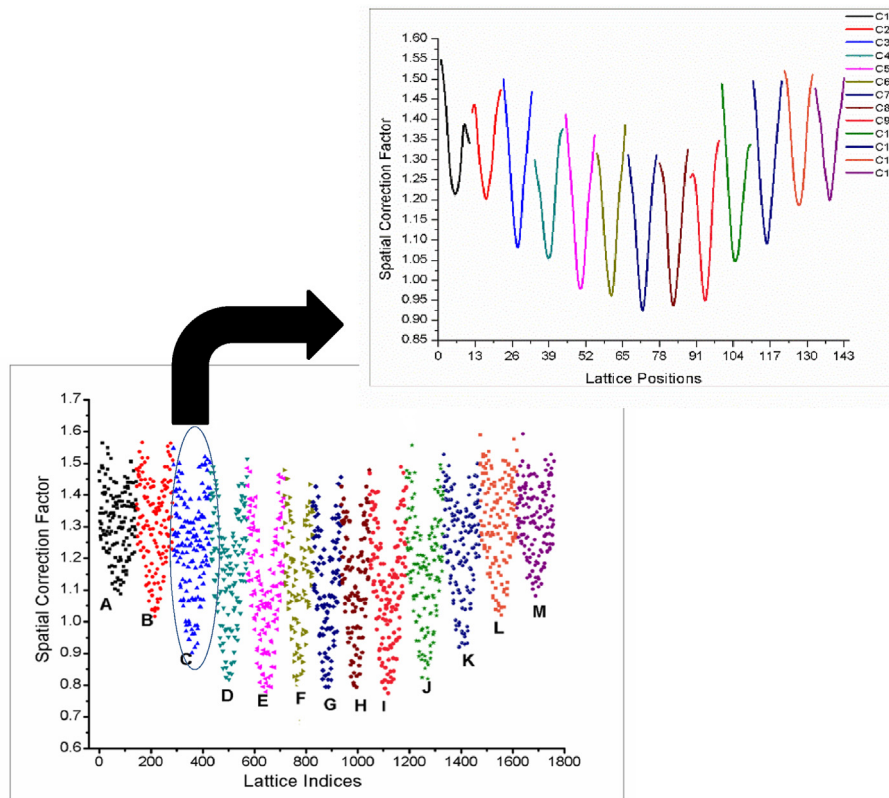 C1
C2
C3
C4
C5
C6
C7
C8
C9
C1
C1
C1
C1
1.60
1.55
1.50
1.45
1.40
1.35
1.30
1.25
1.20
1.15
1.10
1.05
1.00
0.95
0.90
0.85
Spatial Correction Factor
0 13 26 39 52 65 78 91 104 117 130 143
Lattice Positions
1.7
1.6
1.5
1.4
1.3
1.2
1.1
1.0
0.9
0.8
0.7
0.6
Spatial Correction Factor
A B C D E F G H I J K L M
0 200 400 600 800 1000 1200 1400 1600 1800
Lattice Indices